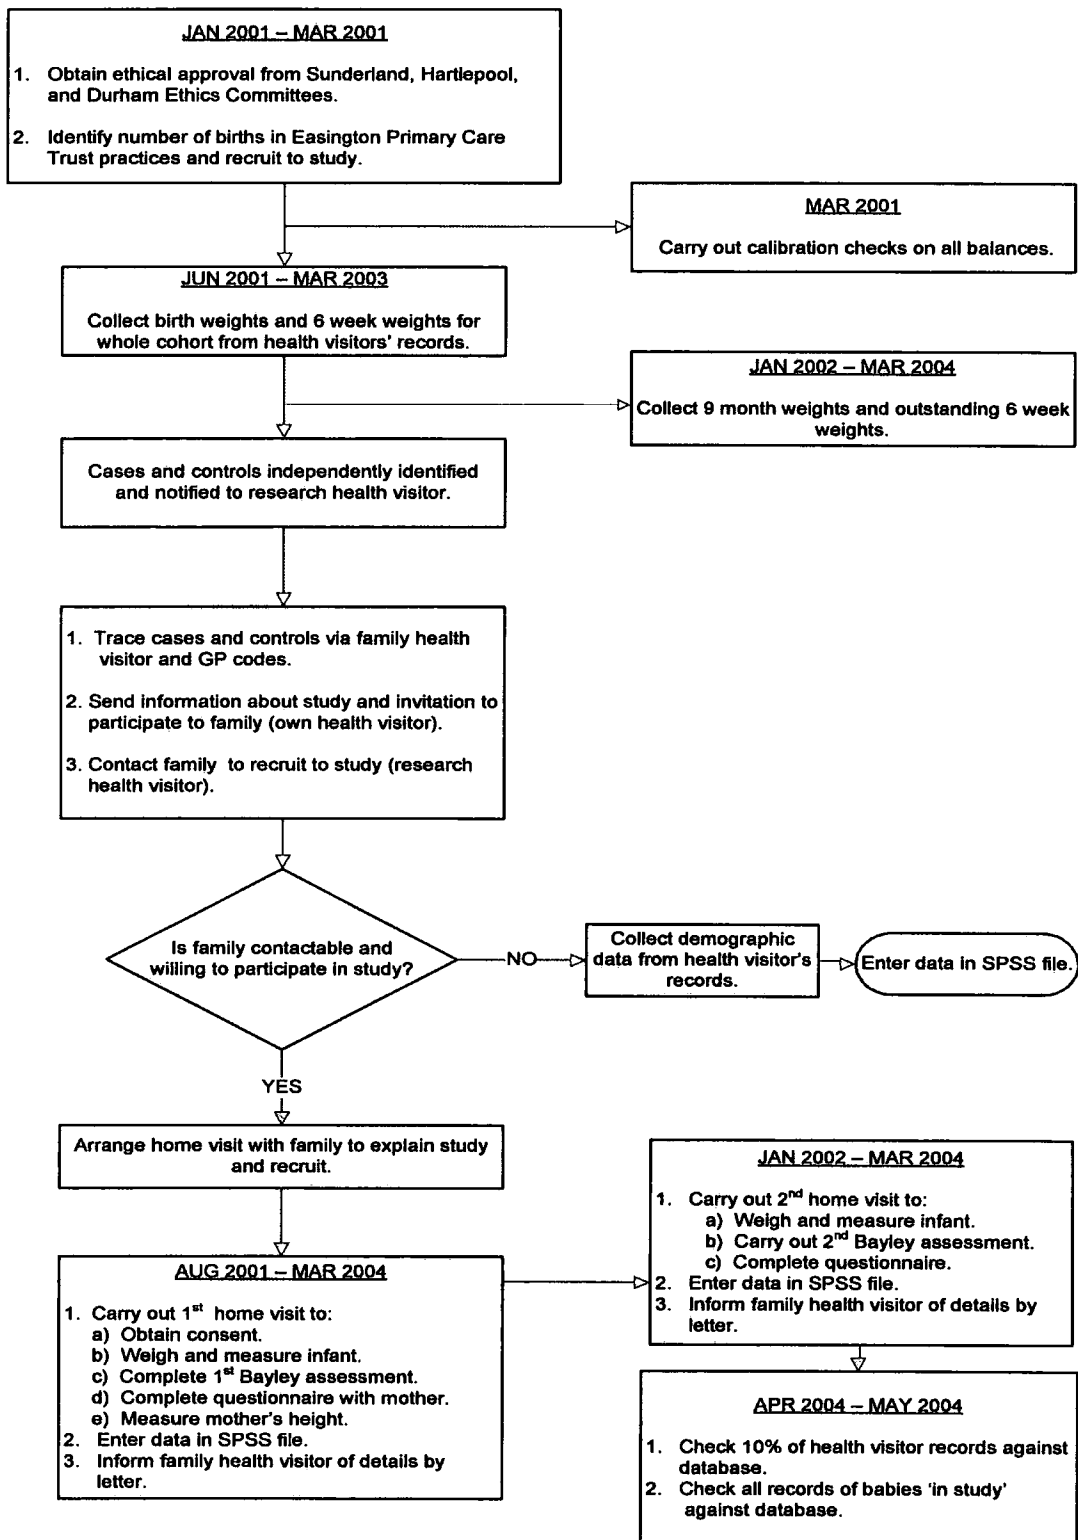 JAN 2001 – MAR 2001
1. Obtain ethical approval from Sunderland, Hartlepool,
and Durham Ethics Committees.
2. Identify number of births in Easington Primary Care
Trust practices and recruit to study.
MAR 2001
Carry out calibration checks on all balances.
JUN 2001 – MAR 2003
Collect birth weights and 6 week weights for
whole cohort from health visitors' records.
JAN 2002 – MAR 2004
Collect 9 month weights and outstanding 6 week
weights.
Cases and controls independently identified
and notified to research health visitor.
1. Trace cases and controls via family health
visitor and GP codes.
2. Send information about study and invitation to
participate to family (own health visitor).
3. Contact family to recruit to study (research
health visitor).
Is family contactable and
willing to participate in study?
NO
Collect demographic
data from health visitor's
records.
Enter data in SPSS file.
YES
Arrange home visit with family to explain study
and recruit.
AUG 2001 – MAR 2004
1. Carry out 1st home visit to:
a) Obtain consent.
b) Weigh and measure infant.
c) Complete 1st Bayley assessment.
d) Complete questionnaire with mother.
e) Measure mother's height.
2. Enter data in SPSS file.
3. Inform family health visitor of details by
letter.
JAN 2002 – MAR 2004
1. Carry out 2nd home visit to:
a) Weigh and measure infant.
b) Carry out 2nd Bayley assessment.
c) Complete questionnaire.
2. Enter data in SPSS file.
3. Inform family health visitor of details by
letter.
APR 2004 – MAY 2004
1. Check 10% of health visitor records against
database.
2. Check all records of babies 'in study'
against database.